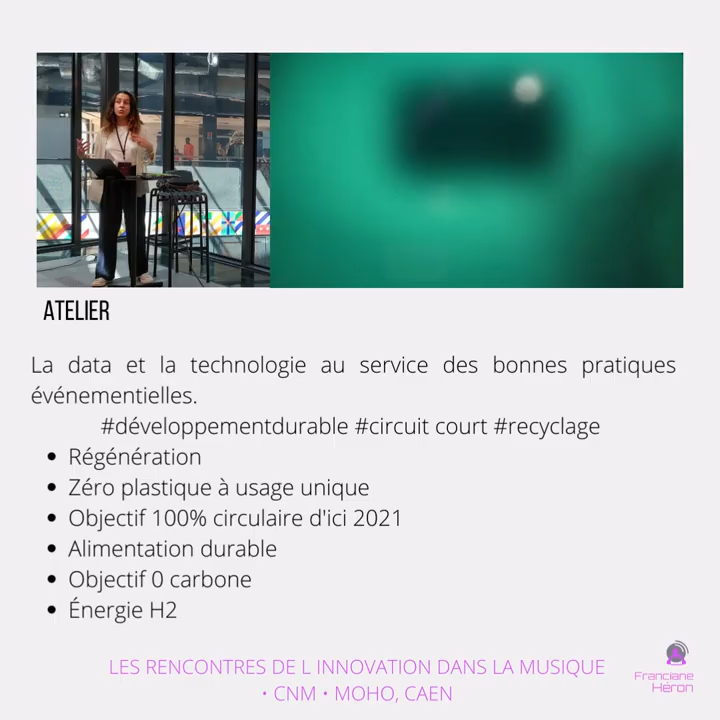 ATELIER
La data et la technologie au service des bonnes pratiques
événementielles.
#développementdurable #circuit court #recyclage
• Régénération
• Zéro plastique à usage unique
• Objectif 100% circulaire d'ici 2021
• Alimentation durable
• Objectif 0 carbone
• Énergie H2
LES RENCONTRES DE L INNOVATION DANS LA MUSIQUE
• CNM • MOHO, CAEN
Franciane
Héron